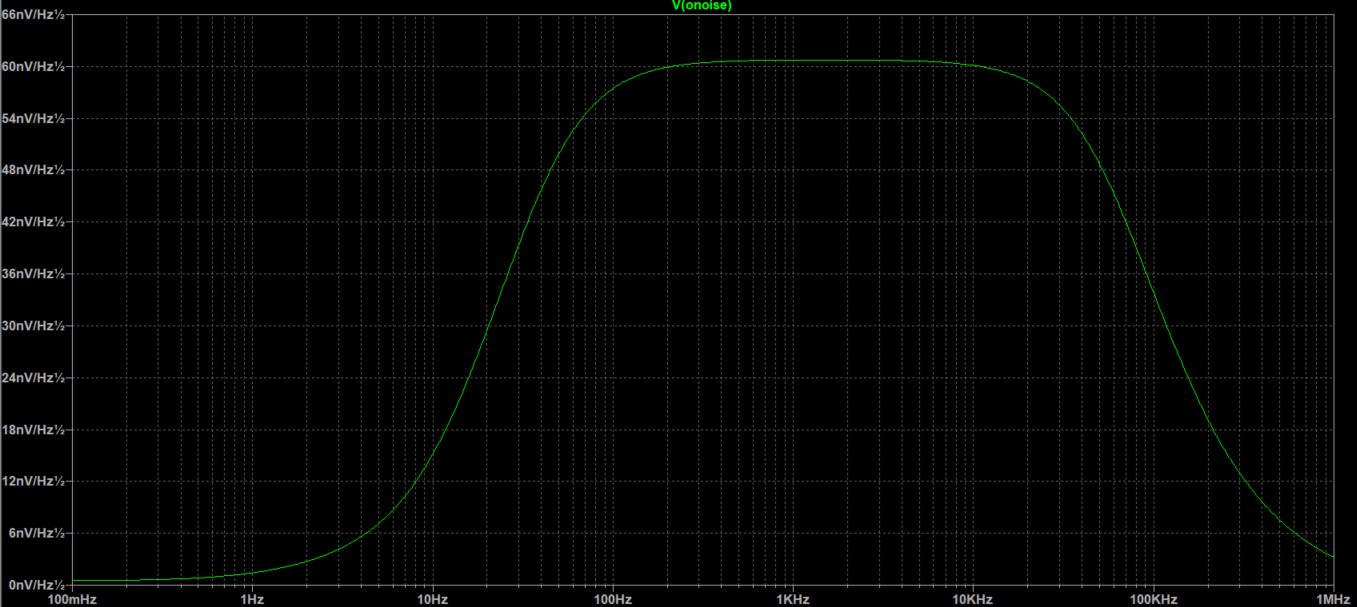 V(onoise)
66nV/Hz½
60nV/Hz½
54nV/Hz½
48nV/Hz½
42nV/Hz½
36nV/Hz½
30nV/Hz½
24nV/Hz½
18nV/Hz½
12nV/Hz½
6nV/Hz½
0nV/Hz½
100mHz 1Hz 10Hz 100Hz 1KHz 10KHz 100KHz 1MHz